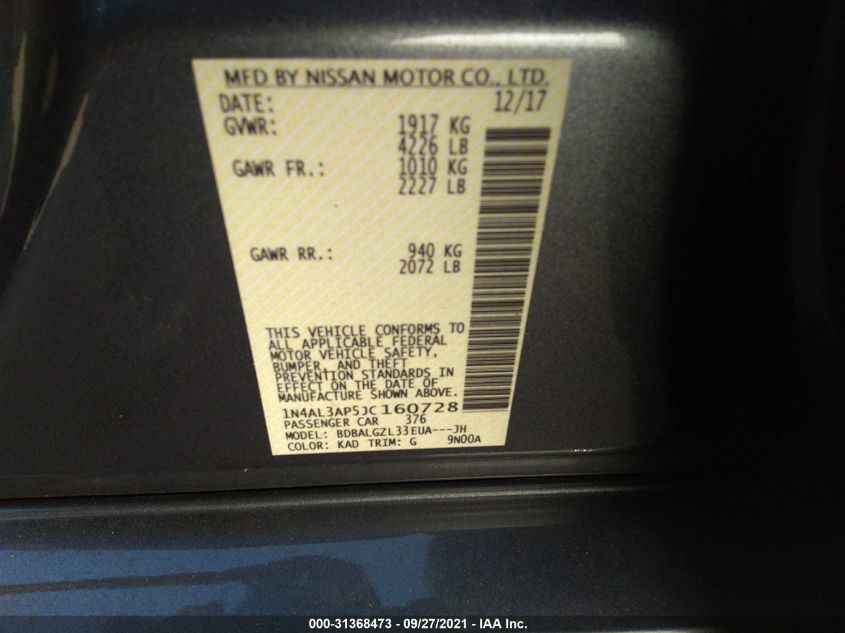 MFD BY NISSAN MOTOR CO., LTD.
DATE: 12/17
GVWR: 1917 KG
4226 LB
GAWR FR.: 1010 KG
2227 LB
GAWR RR.: 940 KG
2072 LB
THIS VEHICLE CONFORMS TO
ALL APPLICABLE FEDERAL
MOTOR VEHICLE SAFETY,
BUMPER, AND THEFT
PREVENTION STANDARDS IN
EFFECT ON THE DATE OF
MANUFACTURE SHOWN ABOVE.
1N4AL3AP5JC160728
PASSENGER CAR 376
MODEL: BDBALGZL33EUA---JH
COLOR: KAD TRIM: G 9N00A
000-31368473 - 09/27/2021 - IAA Inc.